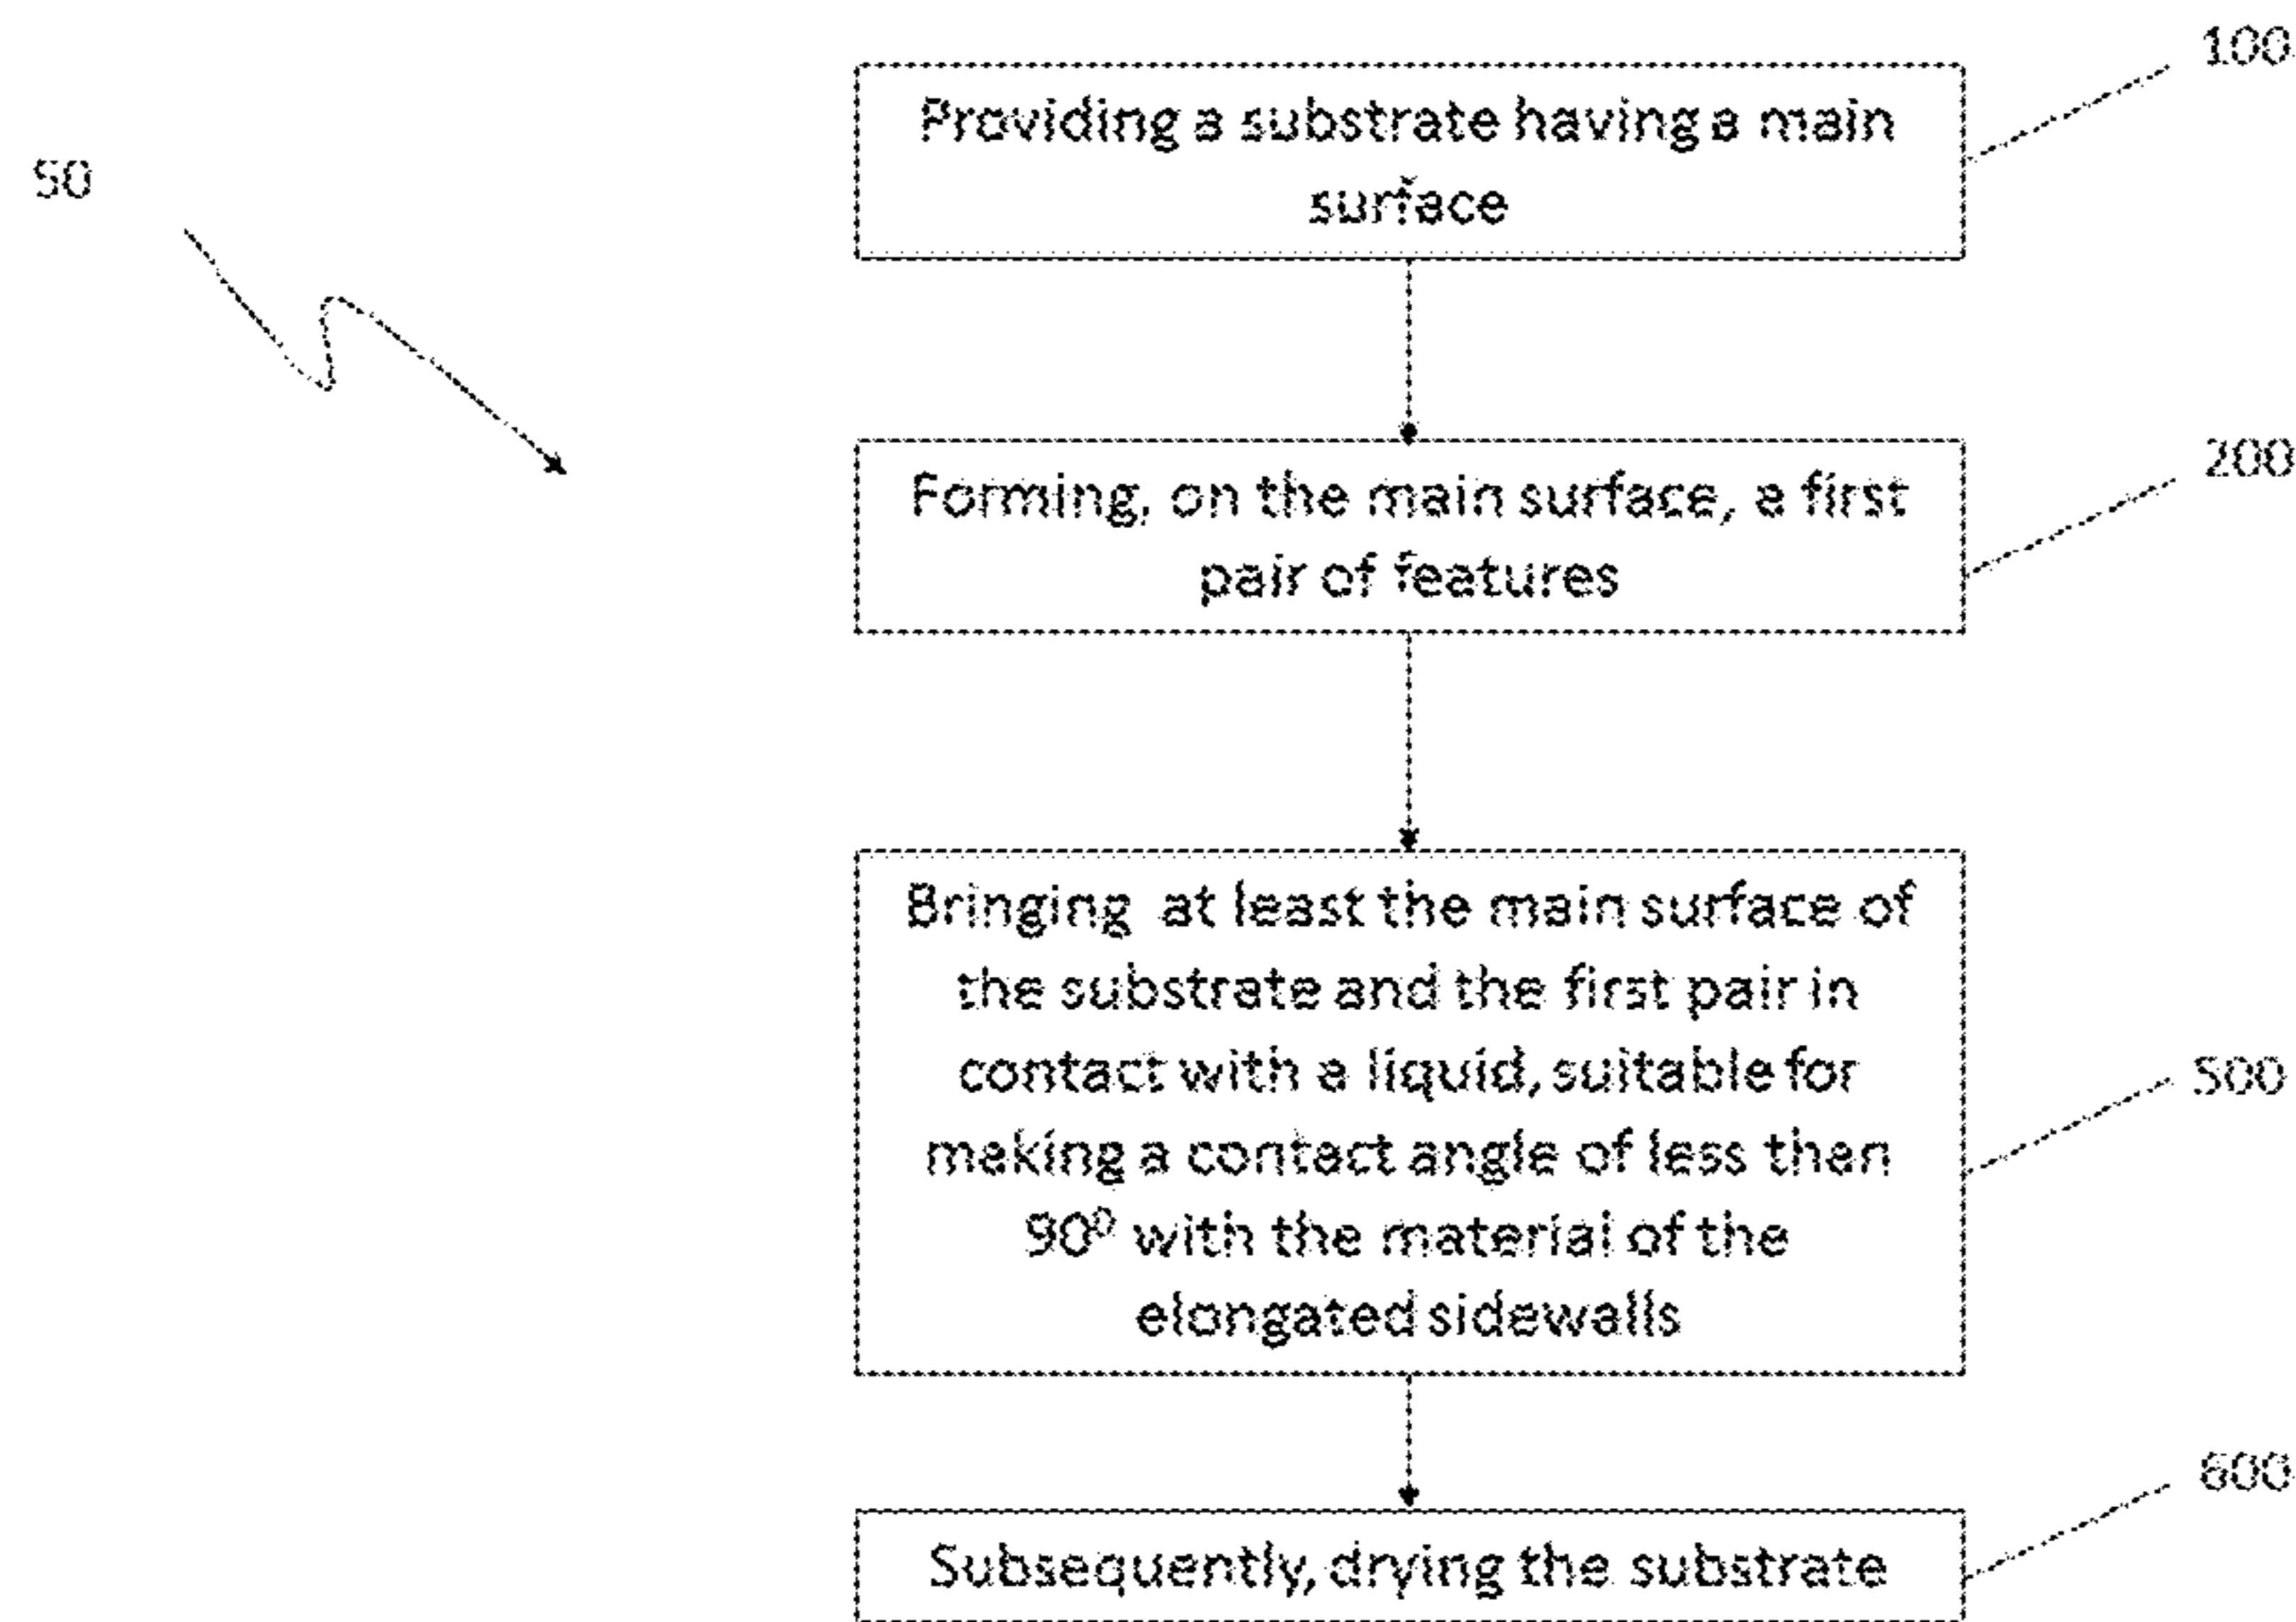 100
Providing a substrate having a main
surface
50
200
Forming, on the main surface, a first
pair of features
Bringing at least the main surface of
the substrate and the first pair in
contact with a liquid, suitable for
500
making a contact angle of less than
90⁰ with the material of the
elongated sidewalls
600
Subsequently, drying the substrate